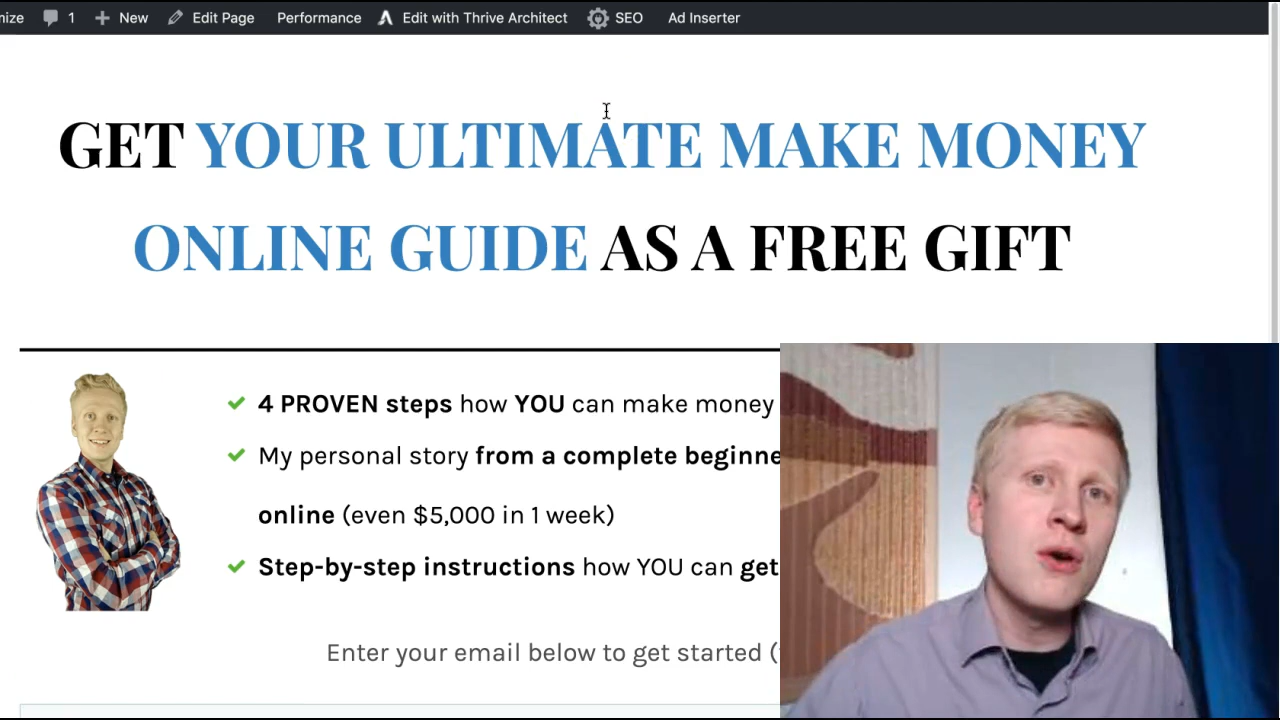 mize 1 New Edit Page Performance Edit with Thrive Architect SEO Ad Inserter
GET YOUR ULTIMATE MAKE MONEY
ONLINE GUIDE AS A FREE GIFT
4 PROVEN steps how YOU can make money
My personal story from a complete beginne
online (even $5,000 in 1 week)
Step-by-step instructions how YOU can get
Enter your email below to get started (